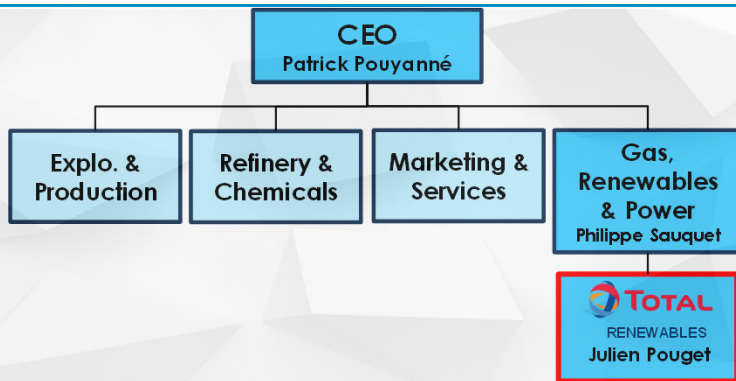 CEO
Patrick Pouyanné
Explo. &
Production
Refinery &
Chemicals
Marketing &
Services
Gas,
Renewables
& Power
Philippe Sauquet
TOTAL
RENEWABLES
Julien Pouget